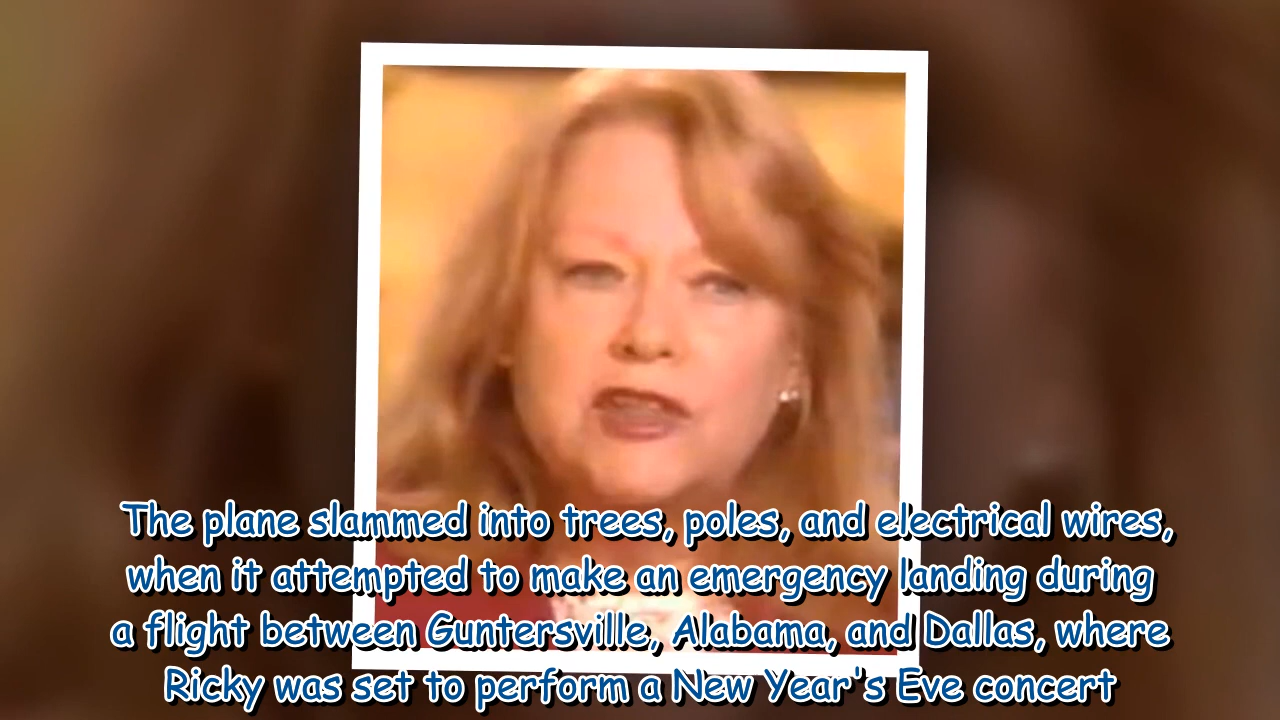 The plane slammed into trees, poles, and electrical wires,
when it attempted to make an emergency landing during
a flight between Guntersville, Alabama, and Dallas, where
Ricky was set to perform a New Year's Eve concert